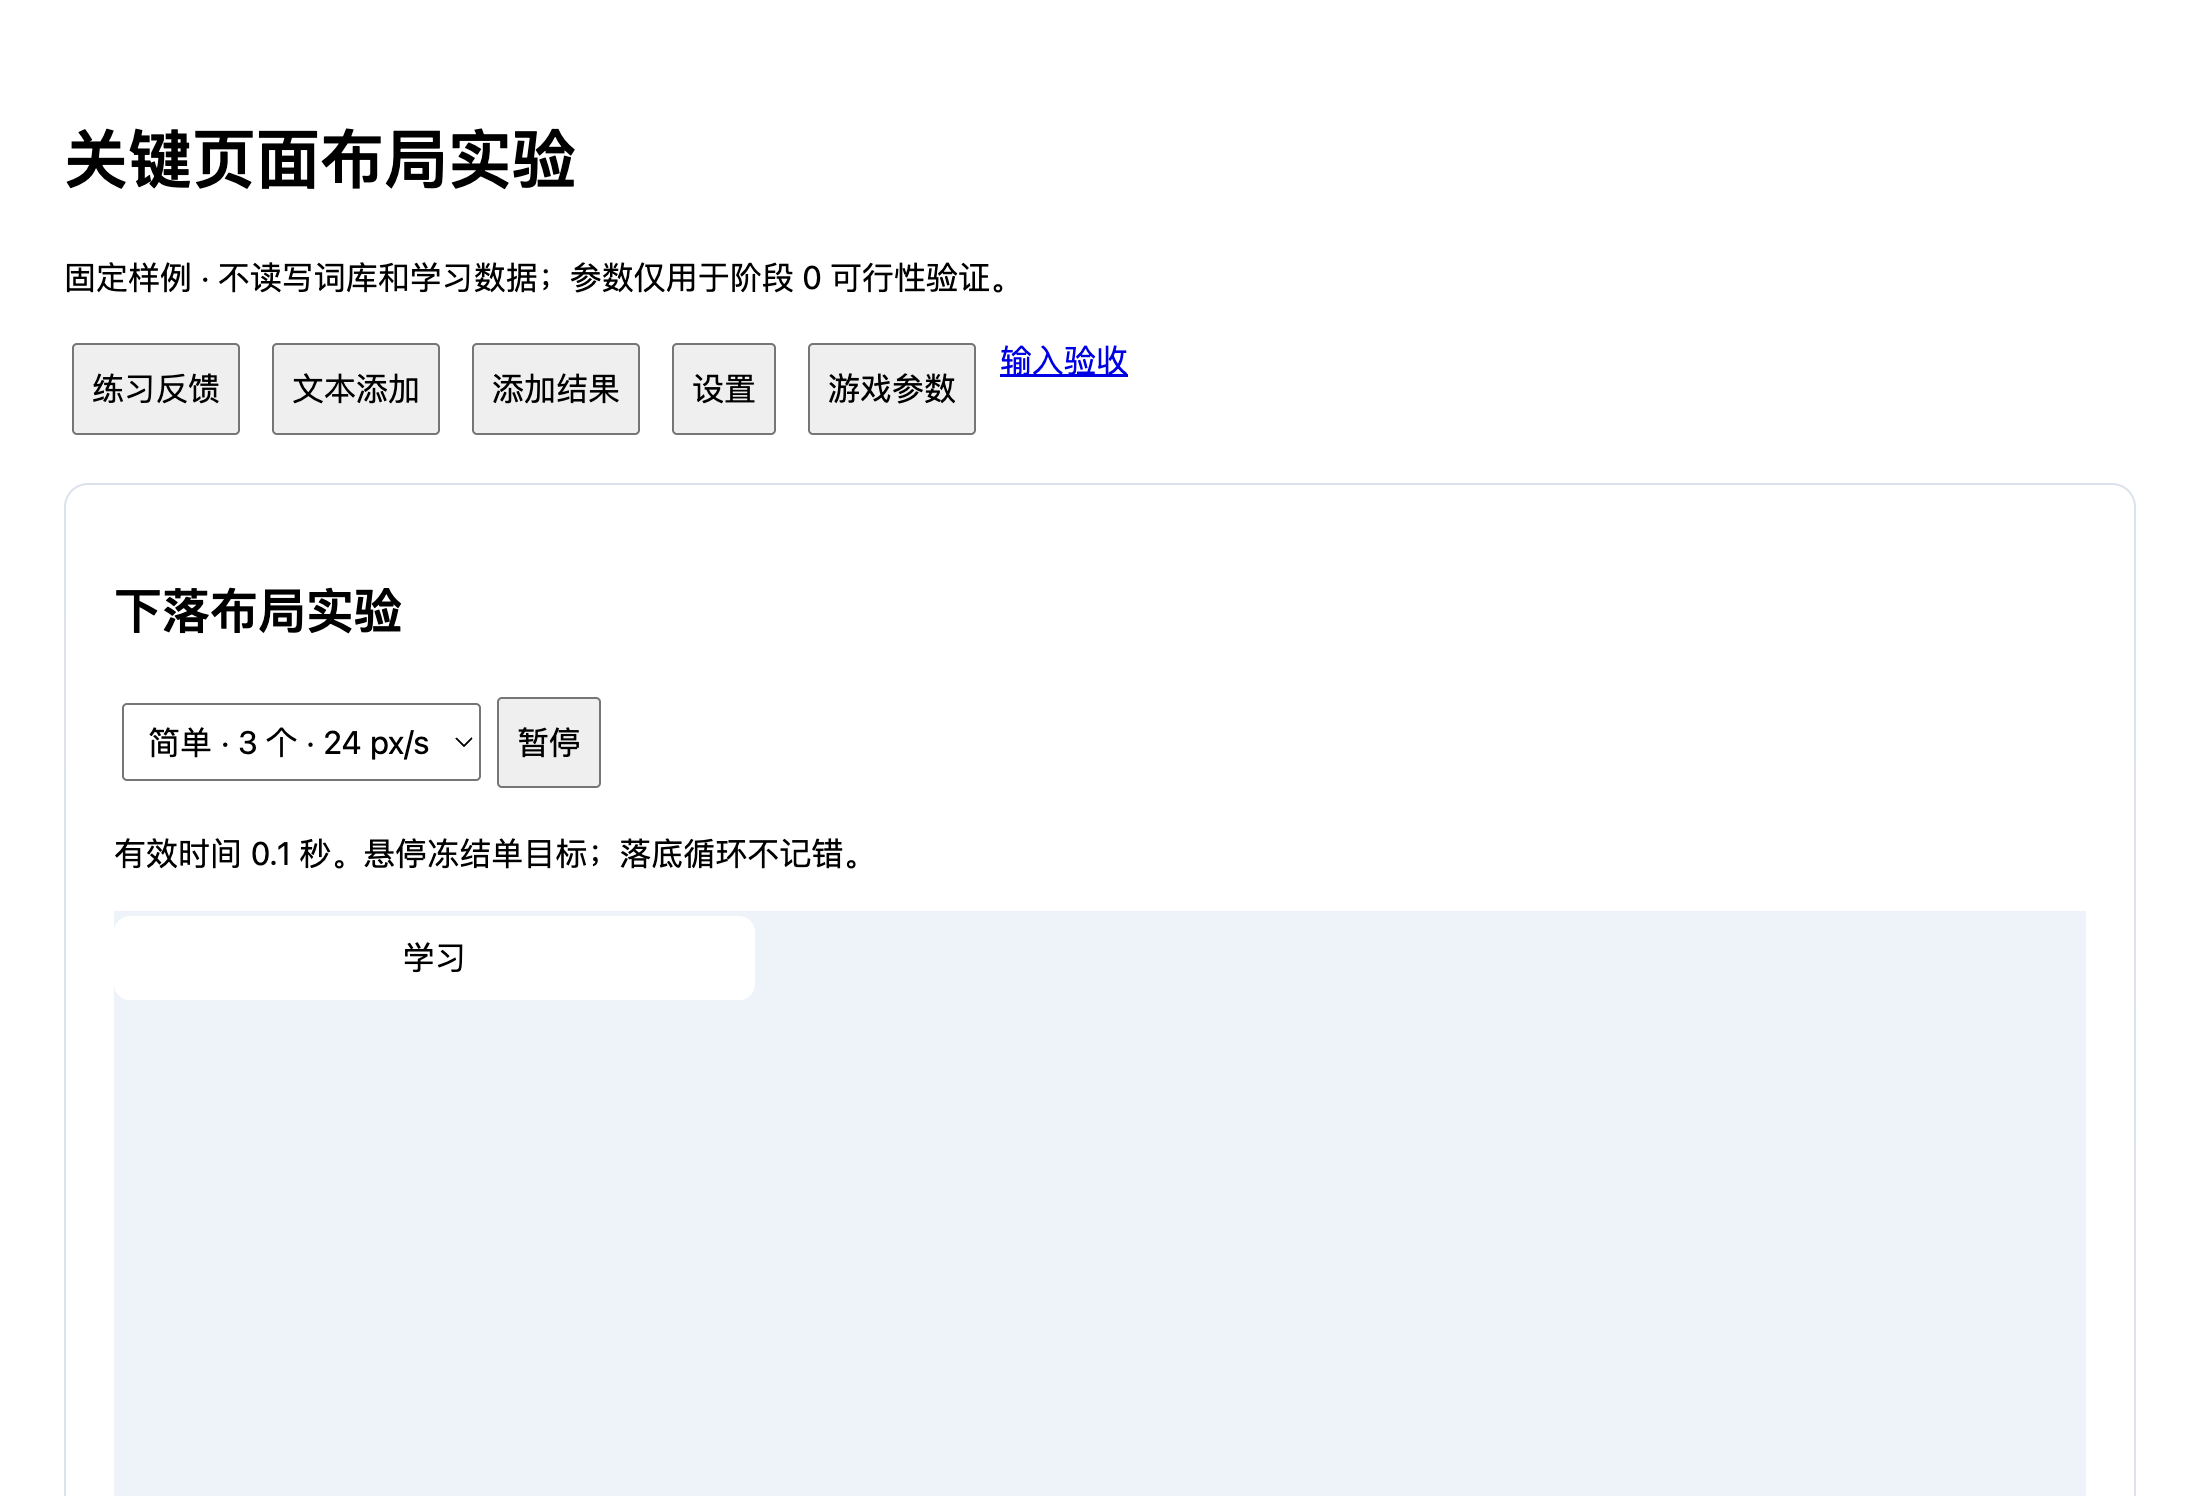 关键页面布局实验
固定样例 · 不读写词库和学习数据；参数仅用于阶段 0 可行性验证。
练习反馈 文本添加 添加结果 设置 游戏参数 输入验收
下落布局实验
简单 · 3 个 · 24 px/s 暂停
有效时间 0.1 秒。悬停冻结单目标；落底循环不记错。
学习